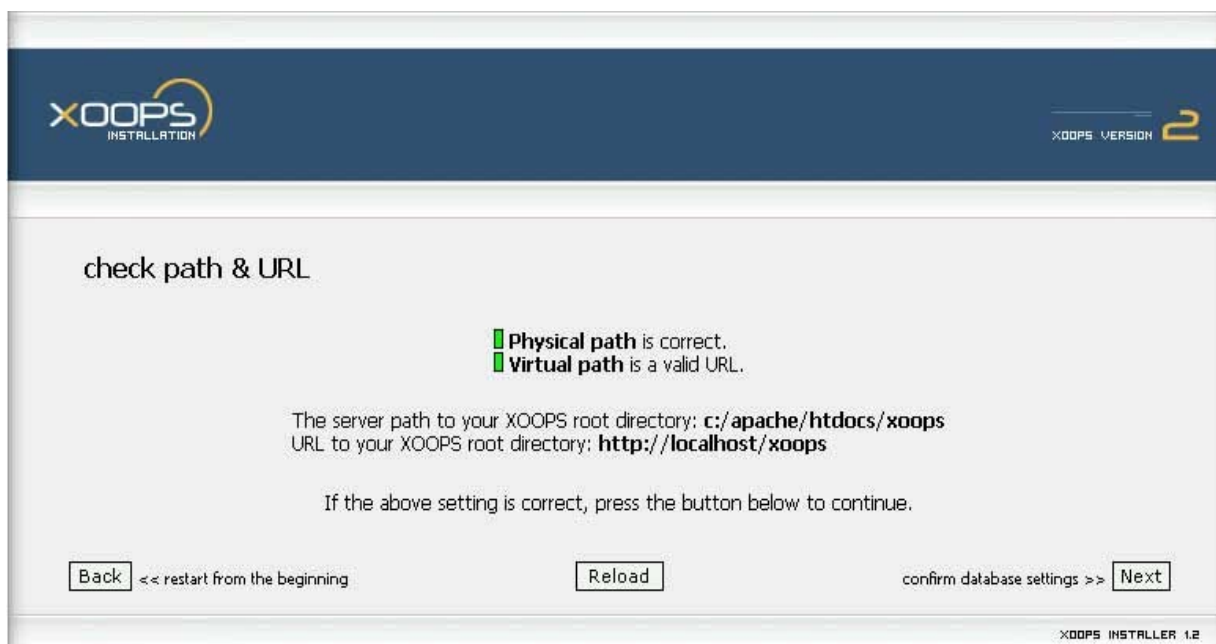 XOOPS
INSTALLATION
XOOPS VERSION 2
check path & URL
Physical path is correct.
Virtual path is a valid URL.
The server path to your XOOPS root directory: c:/apache/htdocs/xoops
URL to your XOOPS root directory: http://localhost/xoops
If the above setting is correct, press the button below to continue.
Back << restart from the beginning Reload confirm database settings >> Next
XOOPS INSTALLER 1.2